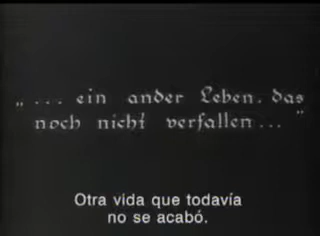 „... ein ander Leben. das
noch nicht verfallen..."
Otra vida que todavía
no se acabó.